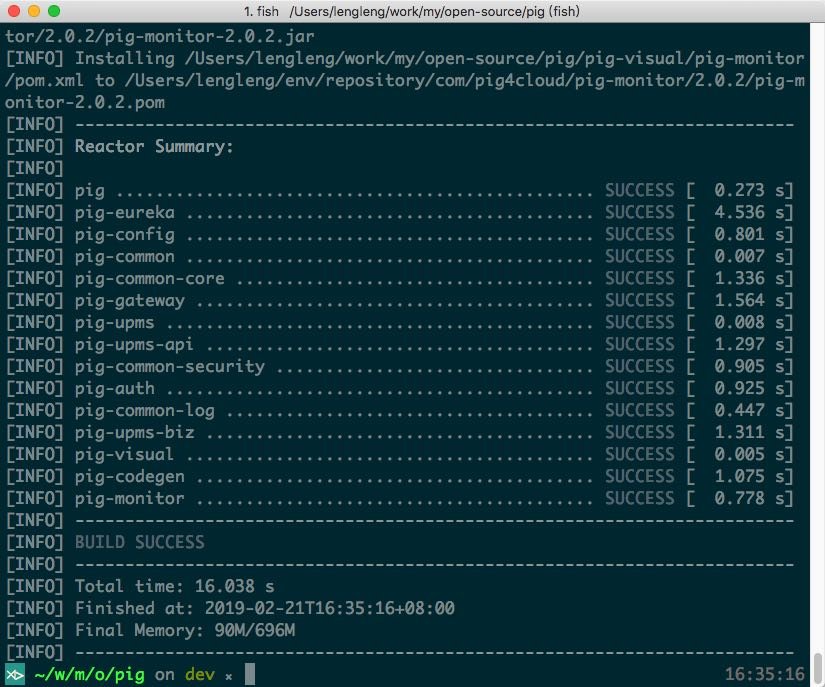 1. fish /Users/lengleng/work/my/open-source/pig (fish)
tor/2.0.2/pig-monitor-2.0.2.jar
[INFO] Installing /Users/lengleng/work/my/open-source/pig/pig-visual/pig-monitor
/pom.xml to /Users/lengleng/env/repository/com/pig4cloud/pig-monitor/2.0.2/pig-m
onitor-2.0.2.pom
[INFO] ------------------------------------------------------------------------
[INFO] Reactor Summary:
[INFO]
[INFO] pig ................................................ SUCCESS [  0.273 s]
[INFO] pig-eureka ......................................... SUCCESS [  4.536 s]
[INFO] pig-config ......................................... SUCCESS [  0.801 s]
[INFO] pig-common ......................................... SUCCESS [  0.007 s]
[INFO] pig-common-core .................................... SUCCESS [  1.336 s]
[INFO] pig-gateway ........................................ SUCCESS [  1.564 s]
[INFO] pig-upms ........................................... SUCCESS [  0.008 s]
[INFO] pig-upms-api ....................................... SUCCESS [  1.297 s]
[INFO] pig-common-security ................................ SUCCESS [  0.905 s]
[INFO] pig-auth ........................................... SUCCESS [  0.925 s]
[INFO] pig-common-log ..................................... SUCCESS [  0.447 s]
[INFO] pig-upms-biz ....................................... SUCCESS [  1.311 s]
[INFO] pig-visual ......................................... SUCCESS [  0.005 s]
[INFO] pig-codegen ........................................ SUCCESS [  1.075 s]
[INFO] pig-monitor ........................................ SUCCESS [  0.778 s]
[INFO] ------------------------------------------------------------------------
[INFO] BUILD SUCCESS
[INFO] ------------------------------------------------------------------------
[INFO] Total time: 16.038 s
[INFO] Finished at: 2019-02-21T16:35:16+08:00
[INFO] Final Memory: 90M/696M
[INFO] ------------------------------------------------------------------------
~/w/m/o/pig on dev × 16:35:16